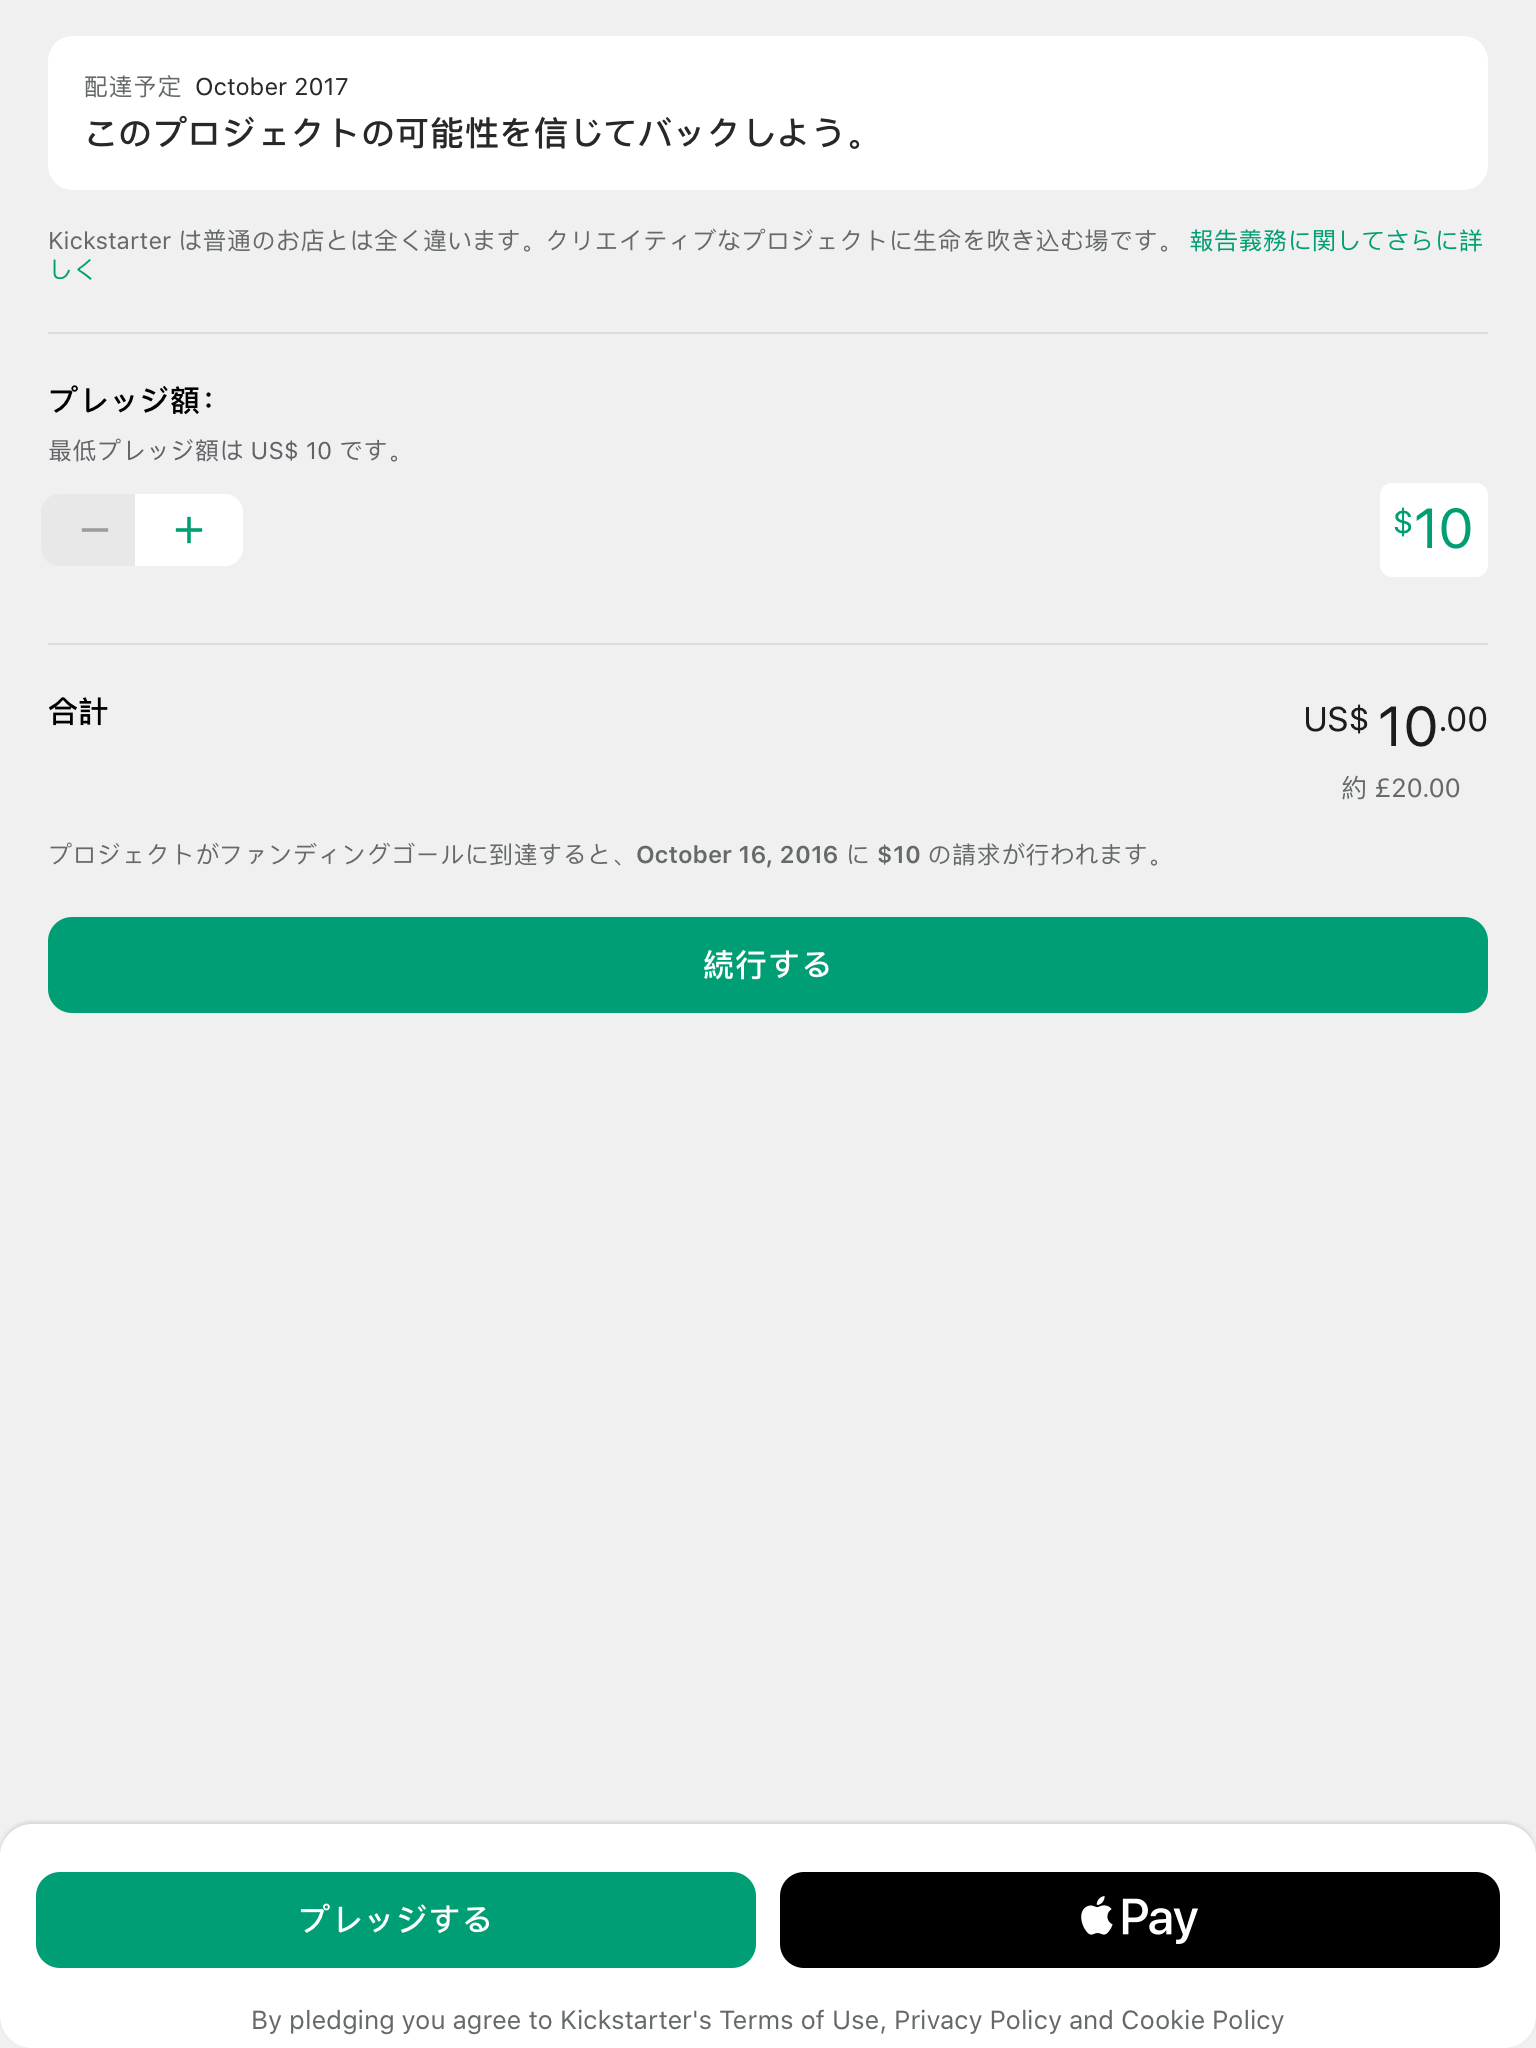 配達予定 October 2017
このプロジェクトの可能性を信じてバックしよう。
Kickstarter は普通のお店とは全く違います。クリエイティブなプロジェクトに生命を吹き込む場です。 報告義務に関してさらに詳
しく
プレッジ額：
最低プレッジ額は US$ 10 です。
− +
$10
合計
US$ 10.00
約 £20.00
プロジェクトがファンディングゴールに到達すると、October 16, 2016 に $10 の請求が行われます。
続行する
プレッジする
Pay
By pledging you agree to Kickstarter's Terms of Use, Privacy Policy and Cookie Policy